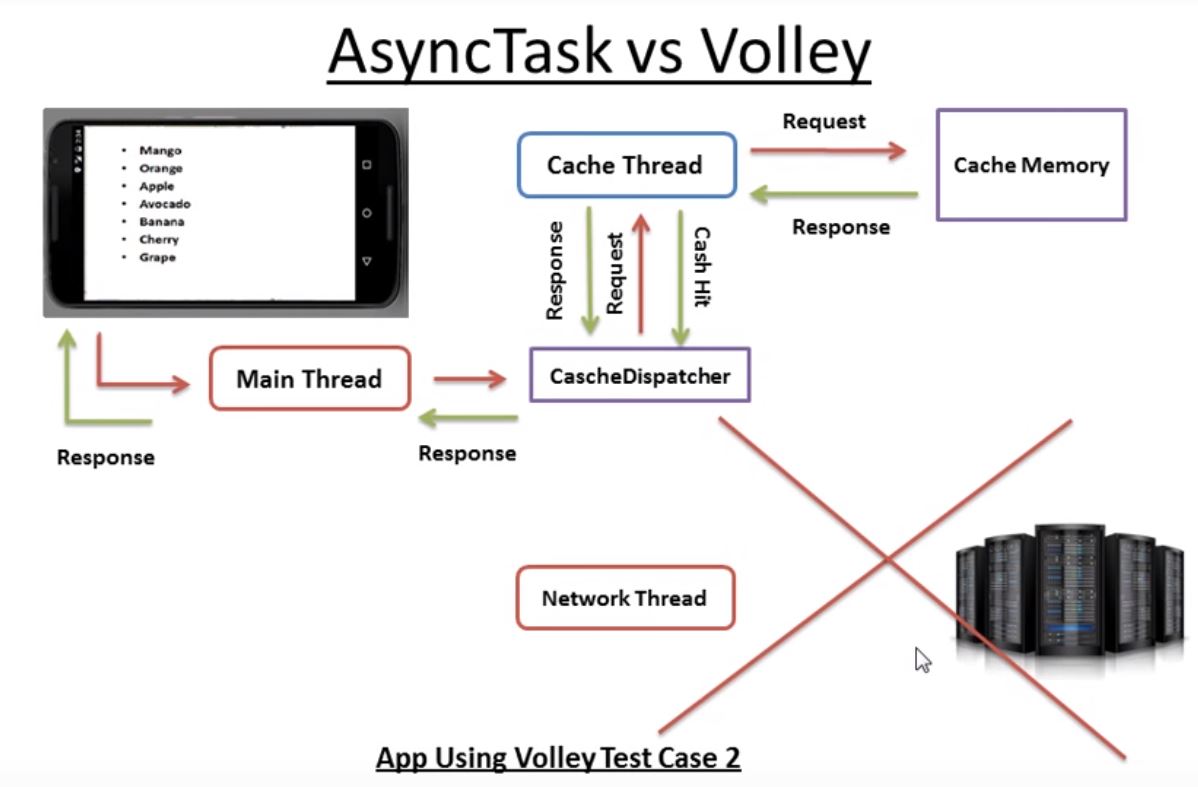 AsyncTask vs Volley
• Mango
• Orange
• Apple
• Avocado
• Banana
• Cherry
• Grape
Cache Thread
Request
Response
Cache Memory
Response
Request
Cash Hit
Main Thread
CascheDispatcher
Response
Response
Network Thread
App Using Volley Test Case 2